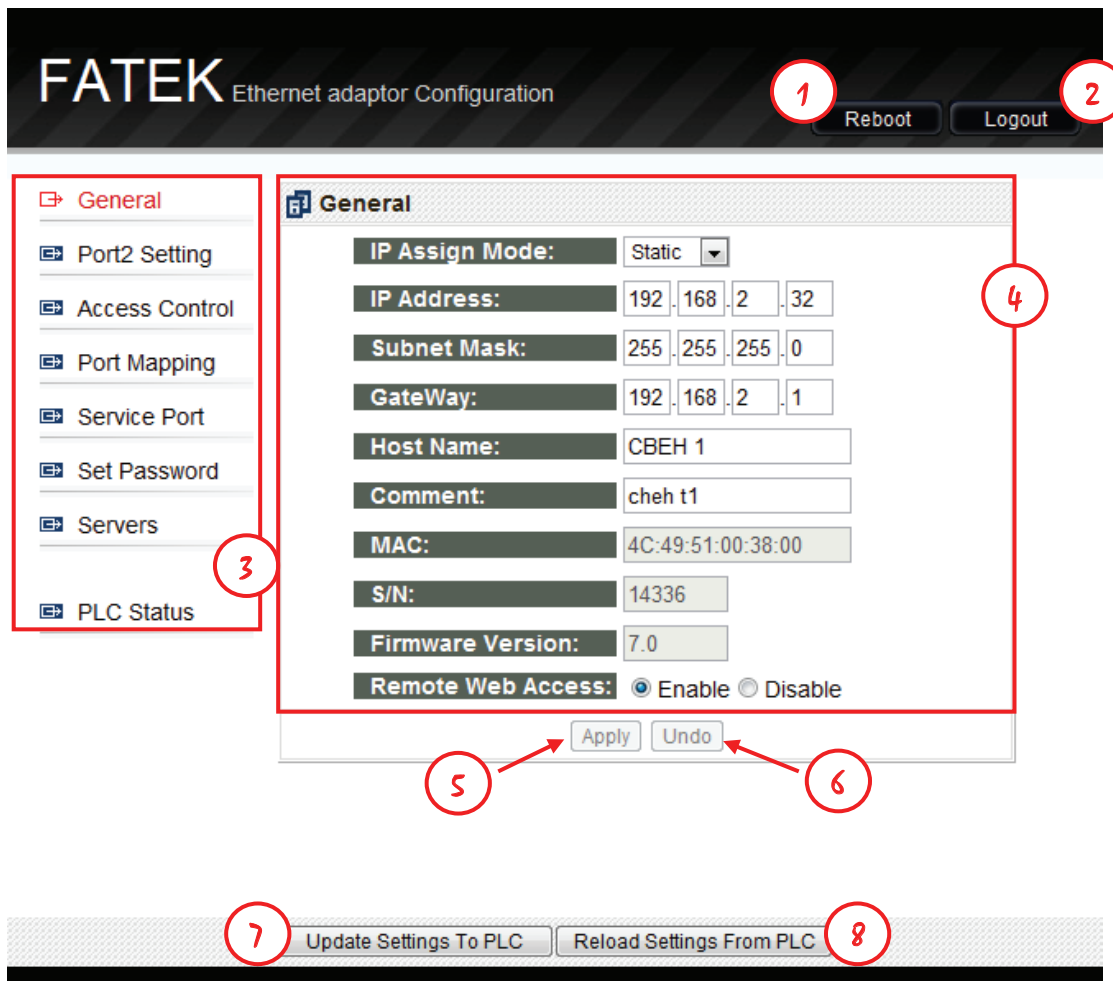 FATEK Ethernet adaptor Configuration
1 Reboot Logout 2
General
Port2 Setting
Access Control
Port Mapping
Service Port
Set Password
Servers
3
PLC Status
General
IP Assign Mode: Static
IP Address: 192 . 168 . 2 . 32
4
Subnet Mask: 255 . 255 . 255 . 0
GateWay: 192 . 168 . 2 . 1
Host Name: CBEH 1
Comment: cheh t1
MAC: 4C:49:51:00:38:00
S/N: 14336
Firmware Version: 7.0
Remote Web Access: Enable Disable
Apply Undo
5 6
7 Update Settings To PLC Reload Settings From PLC 8